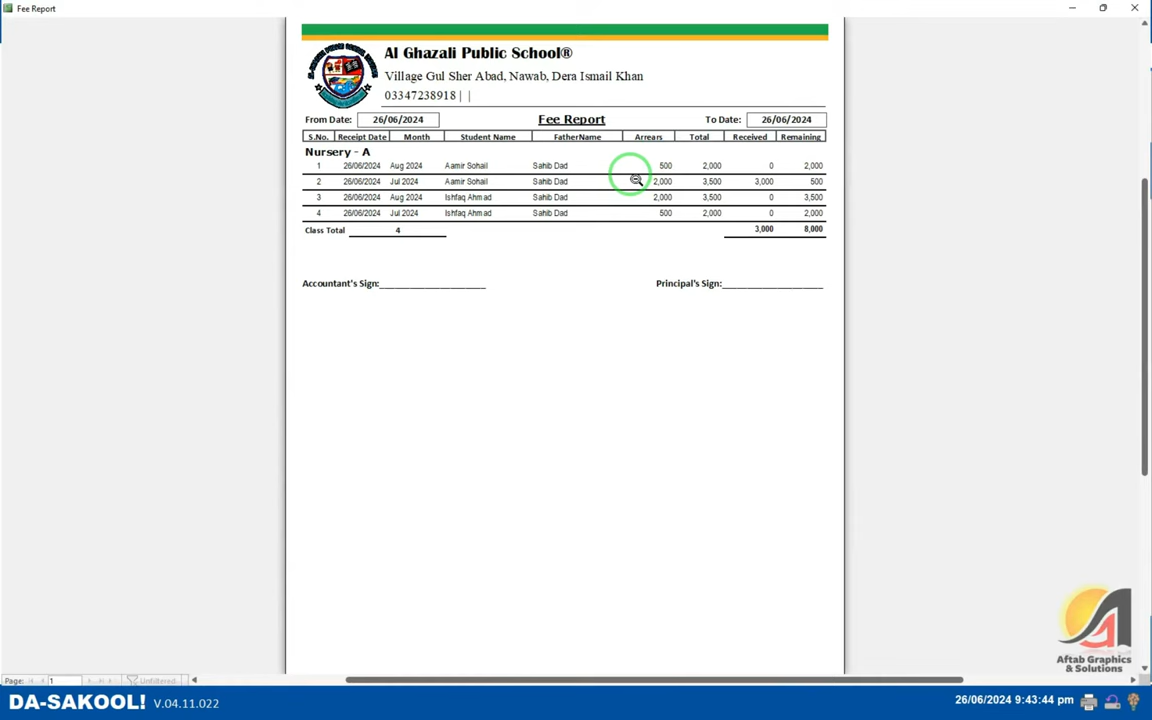 Fee Report
Al Ghazali Public School®
Village Gul Sher Abad, Nawab, Dera Ismail Khan
03347238918 | |
From Date: 26/06/2024 Fee Report To Date: 26/06/2024
S.No. Receipt Date Month Student Name FatherName Arrears Total Received Remaining
Nursery - A
1 26/06/2024 Aug 2024 Aamir Sohail Sahib Dad 500 2,000 0 2,000
2 26/06/2024 Jul 2024 Aamir Sohail Sahib Dad 2,000 3,500 3,000 500
3 26/06/2024 Aug 2024 Ishfaq Ahmad Sahib Dad 2,000 3,500 0 3,500
4 26/06/2024 Jul 2024 Ishfaq Ahmad Sahib Dad 500 2,000 0 2,000
Class Total 4 3,000 8,000
Accountant's Sign:____________________ Principal's Sign:____________________
Aftab Graphics
& Solutions
Page: 1 Unfiltered
DA-SAKOOL! V.04.11.022 26/06/2024 9:43:44 pm